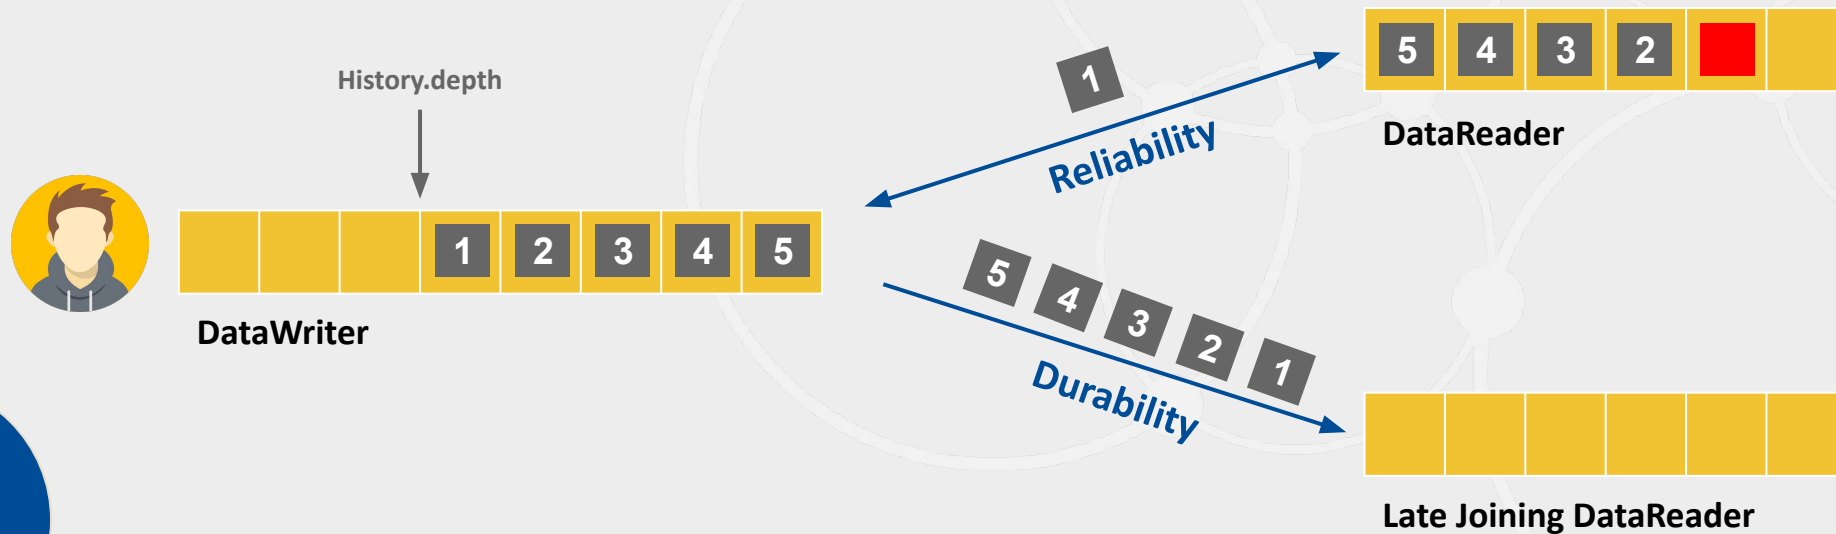 History.depth
1 2 3 4 5
DataWriter
1
Reliability
5 4 3 2
DataReader
5 4 3 2 1
Durability
Late Joining DataReader